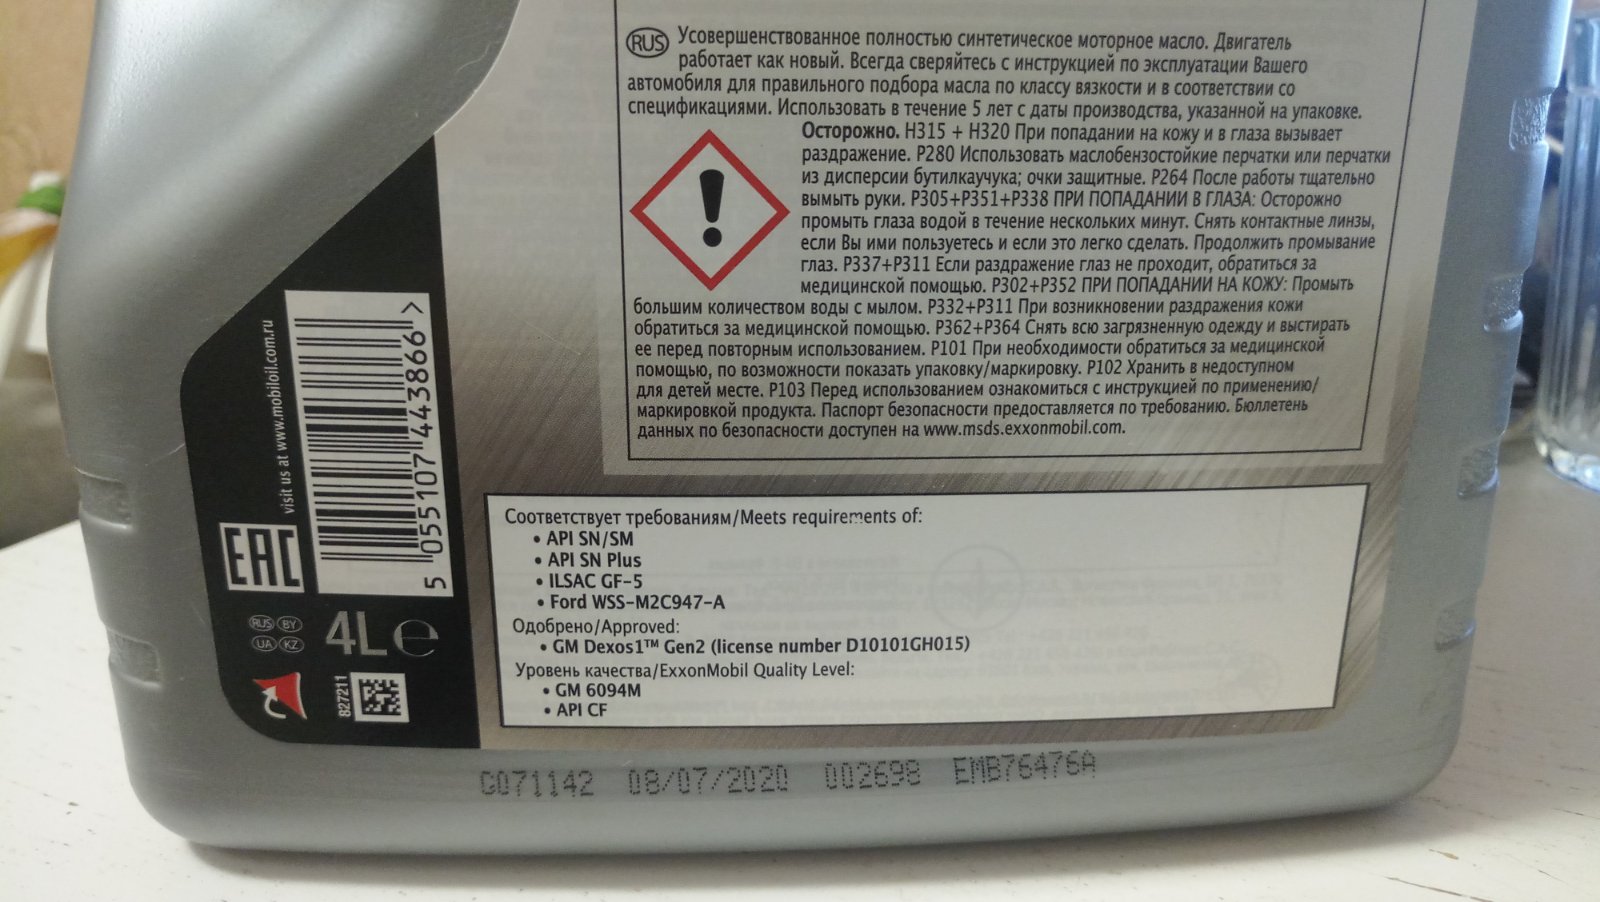 RUS Усовершенствованное полностью синтетическое моторное масло. Двигатель
работает как новый. Всегда сверяйтесь с инструкцией по эксплуатации Вашего
автомобиля для правильного подбора масла по классу вязкости и в соответствии со
спецификациями. Использовать в течение 5 лет с даты производства, указанной на упаковке.
Осторожно. H315 + H320 При попадании на кожу и в глаза вызывает
раздражение. P280 Использовать маслобензостойкие перчатки или перчатки
из дисперсии бутилкаучука; очки защитные. P264 После работы тщательно
вымыть руки. P305+P351+P338 ПРИ ПОПАДАНИИ В ГЛАЗА: Осторожно
промыть глаза водой в течение нескольких минут. Снять контактные линзы,
если Вы ими пользуетесь и если это легко сделать. Продолжить промывание
глаз. P337+P311 Если раздражение глаз не проходит, обратиться за
медицинской помощью. P302+P352 ПРИ ПОПАДАНИИ НА КОЖУ: Промыть
большим количеством воды с мылом. P332+P311 При возникновении раздражения кожи
обратиться за медицинской помощью. P362+P364 Снять всю загрязненную одежду и выстирать
ее перед повторным использованием. P101 При необходимости обратиться за медицинской
помощью, по возможности показать упаковку/маркировку. P102 Хранить в недоступном
для детей месте. P103 Перед использованием ознакомиться с инструкцией по применению/
маркировкой продукта. Паспорт безопасности предоставляется по требованию. Бюллетень
данных по безопасности доступен на www.msds.exxonmobil.com.
visit us at www.mobiloil.com.ru
5 055107 443866 >
EAC
RUS BY
UA KZ
4L e
827211
Соответствует требованиям/Meets requirements of:
• API SN/SM
• API SN Plus
• ILSAC GF-5
• Ford WSS-M2C947-A
Одобрено/Approved:
• GM Dexos1™ Gen2 (license number D10101GH015)
Уровень качества/ExxonMobil Quality Level:
• GM 6094M
• API CF
G071142 08/07/2020 002698 EMB76476A